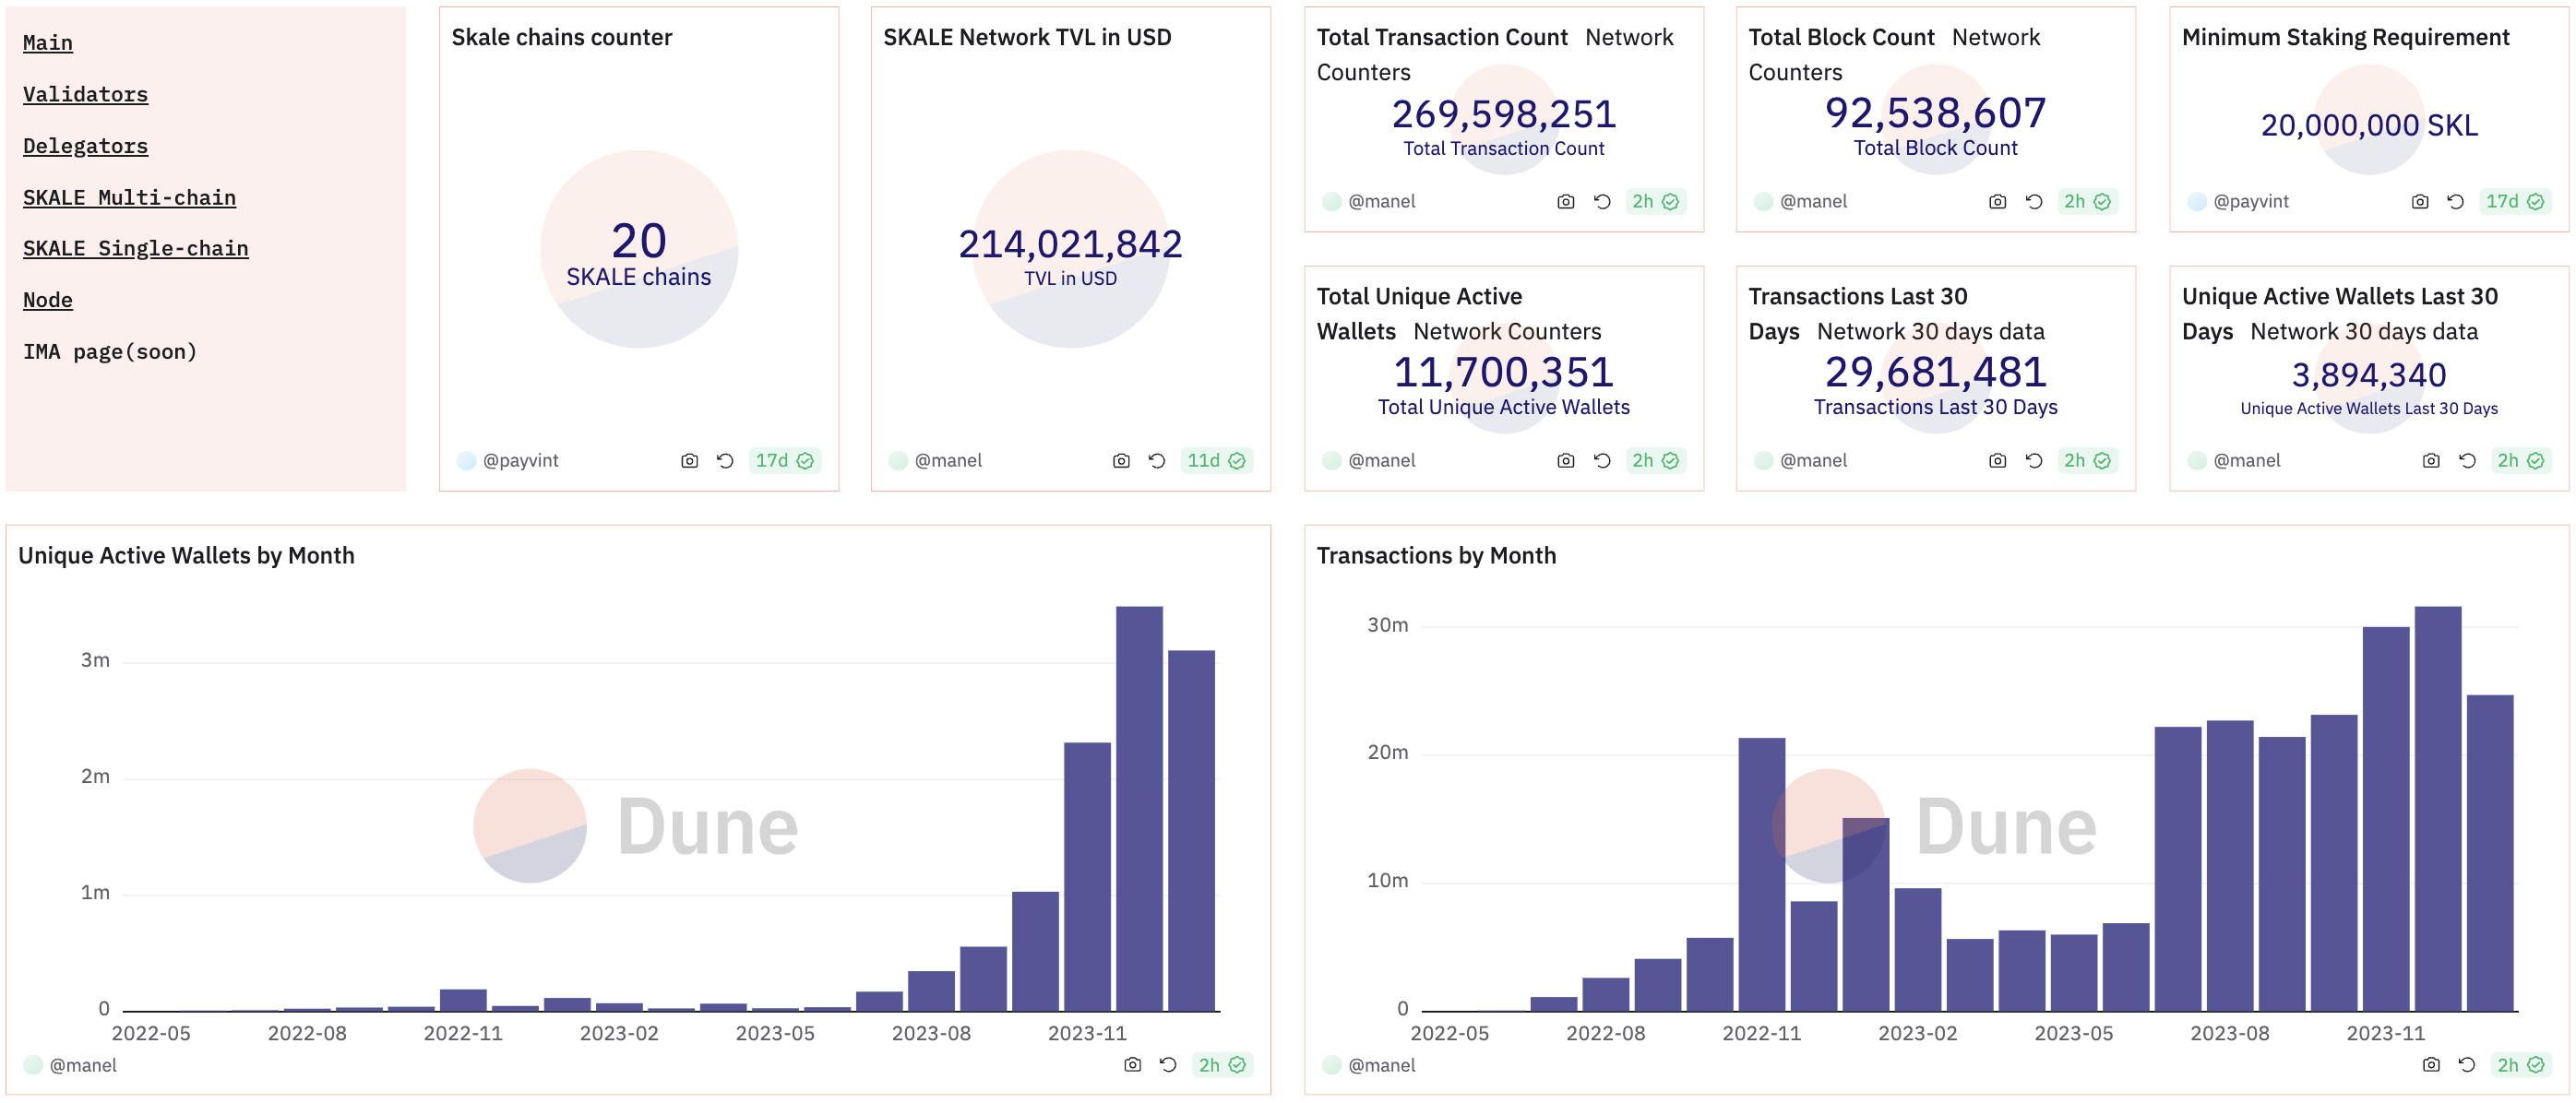 Main
Validators
Delegators
SKALE Multi-chain
SKALE Single-chain
Node
IMA page(soon)
Skale chains counter
20
SKALE chains
@payvint
17d
SKALE Network TVL in USD
214,021,842
TVL in USD
@manel
11d
Total Transaction Count Network
Counters
269,598,251
Total Transaction Count
@manel
2h
Total Block Count Network
Counters
92,538,607
Total Block Count
@manel
2h
Minimum Staking Requirement
20,000,000 SKL
@payvint
17d
Total Unique Active
Wallets Network Counters
11,700,351
Total Unique Active Wallets
@manel
2h
Transactions Last 30
Days Network 30 days data
29,681,481
Transactions Last 30 Days
@manel
2h
Unique Active Wallets Last 30
Days Network 30 days data
3,894,340
Unique Active Wallets Last 30 Days
@manel
2h
Unique Active Wallets by Month
3m
2m
1m
0
Dune
2022-05 2022-08 2022-11 2023-02 2023-05 2023-08 2023-11
@manel
2h
Transactions by Month
30m
20m
10m
0
Dune
2022-05 2022-08 2022-11 2023-02 2023-05 2023-08 2023-11
@manel
2h